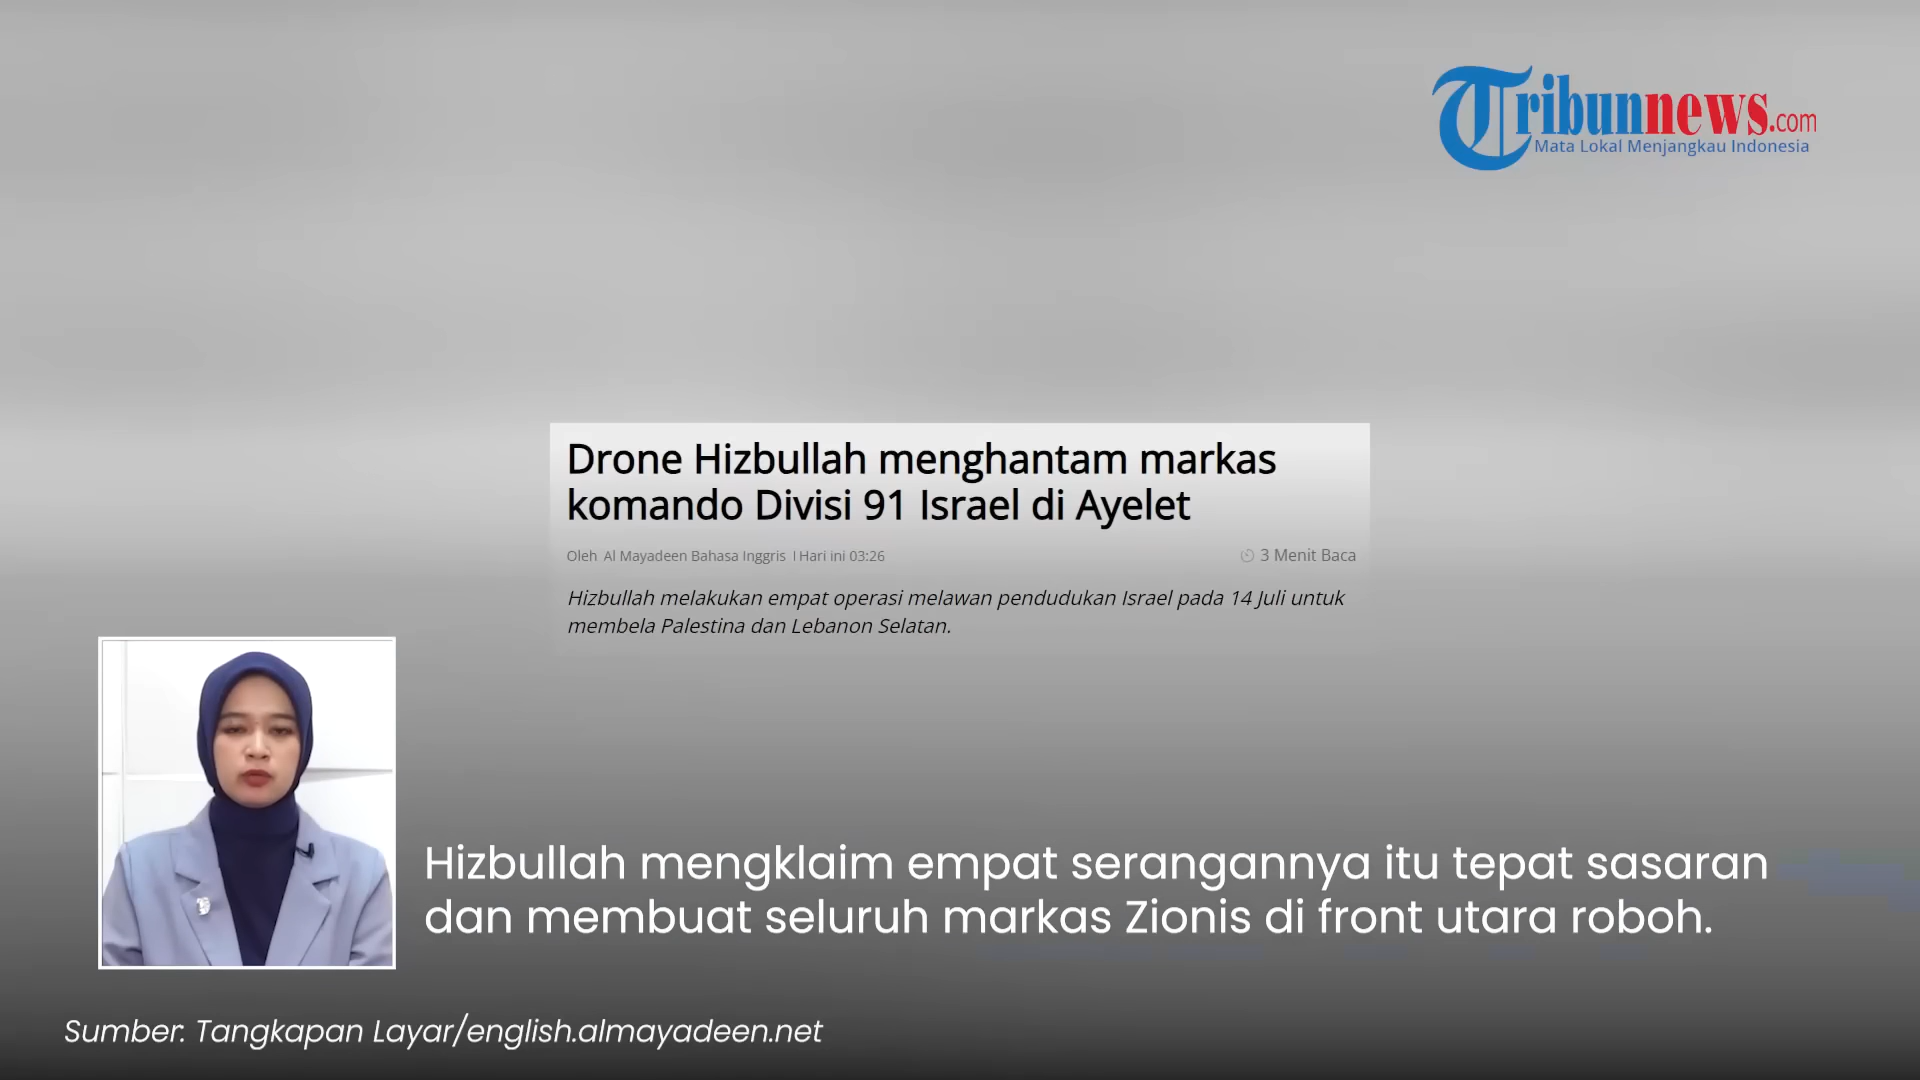 Tribunnews.com
Mata Lokal Menjangkau Indonesia
Drone Hizbullah menghantam markas
komando Divisi 91 Israel di Ayelet
Oleh Al Mayadeen Bahasa Inggris | Hari ini 03:26
3 Menit Baca
Hizbullah melakukan empat operasi melawan pendudukan Israel pada 14 Juli untuk
membela Palestina dan Lebanon Selatan.
Hizbullah mengklaim empat serangannya itu tepat sasaran
dan membuat seluruh markas Zionis di front utara roboh.
Sumber: Tangkapan Layar/english.almayadeen.net